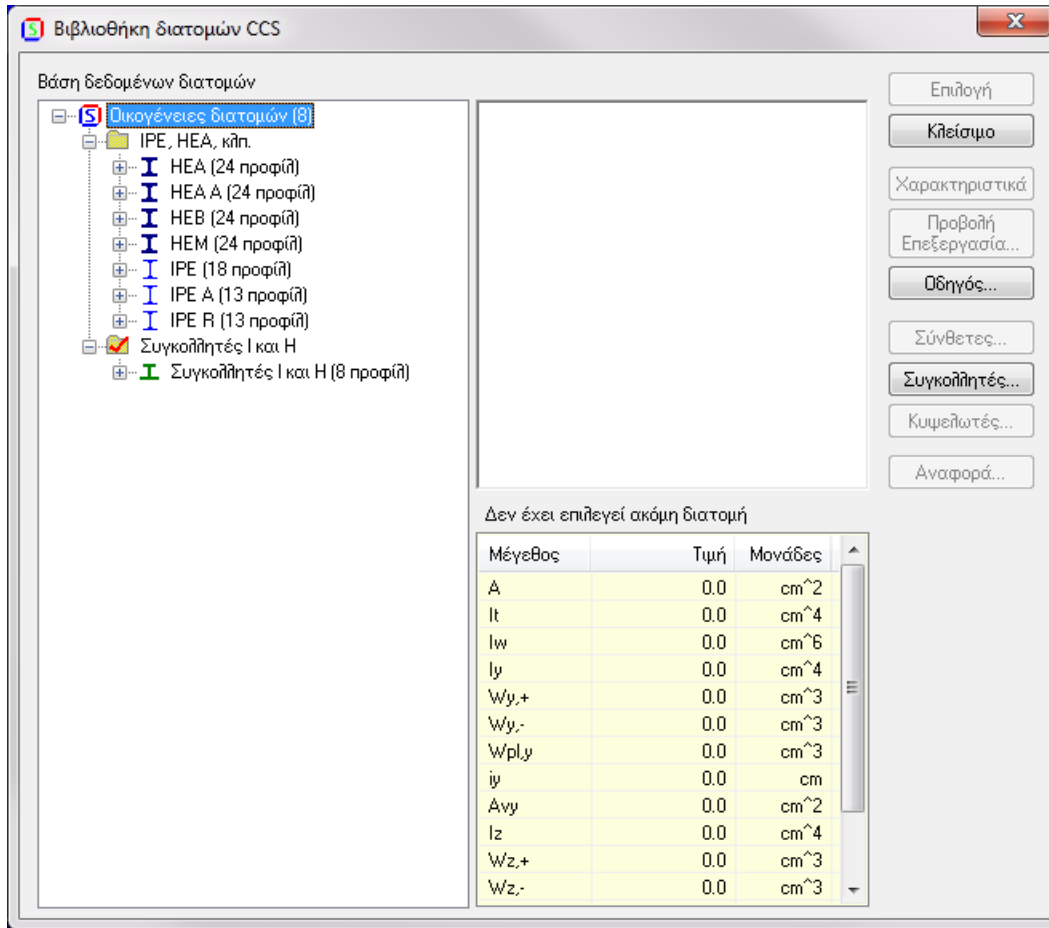 Βιβλιοθήκη διατομών CCS
Βάση δεδομένων διατομών
Οικογένειες διατομών (8)
IPE, HEA, κλπ.
HEA (24 προφίλ)
HEA A (24 προφίλ)
HEB (24 προφίλ)
HEM (24 προφίλ)
IPE (18 προφίλ)
IPE A (13 προφίλ)
IPE R (13 προφίλ)
Συγκολλητές I και H
Συγκολλητές I και H (8 προφίλ)
Δεν έχει επιλεγεί ακόμη διατομή
Μέγεθος Τιμή Μονάδες
A 0.0 cm^2
It 0.0 cm^4
Iw 0.0 cm^6
Iy 0.0 cm^4
Wy,+ 0.0 cm^3
Wy,- 0.0 cm^3
Wpl,y 0.0 cm^3
iy 0.0 cm
Avy 0.0 cm^2
Iz 0.0 cm^4
Wz,+ 0.0 cm^3
Wz,- 0.0 cm^3
Επιλογή
Κλείσιμο
Χαρακτηριστικά
Προβολή
Επεξεργασία...
Οδηγός...
Σύνθετες...
Συγκολλητές...
Κυψελωτές...
Αναφορά...